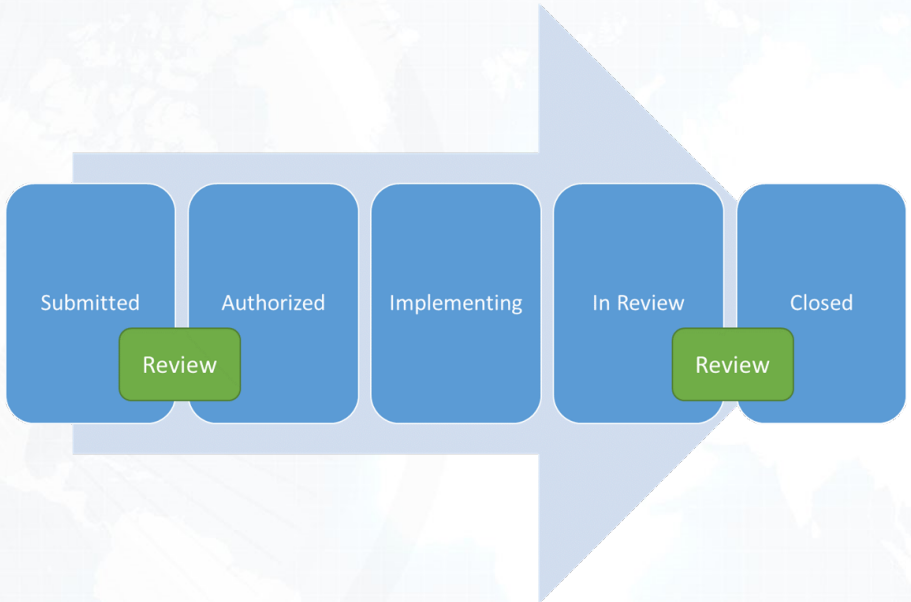 Submitted
Authorized
Implementing
In Review
Closed
Review
Review